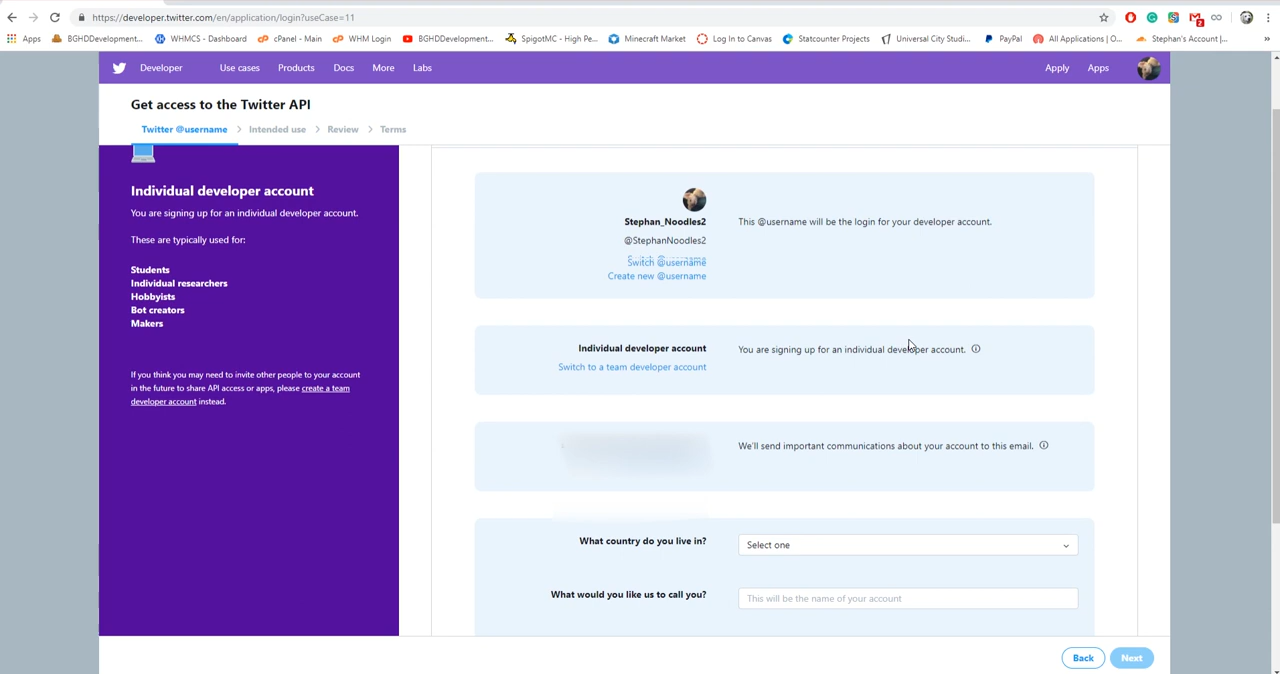 https://developer.twitter.com/en/application/login?useCase=11
Apps BGHDDevelopment... WHMCS - Dashboard cPanel - Main WHM Login BGHDDevelopment... SpigotMC - High Pe... Minecraft Market Log In to Canvas Statcounter Projects Universal City Studi... PayPal All Applications | O... Stephan's Account |... »
Developer Use cases Products Docs More Labs Apply Apps
Get access to the Twitter API
Twitter @username > Intended use > Review > Terms
Individual developer account
You are signing up for an individual developer account.
These are typically used for:
Students
Individual researchers
Hobbyists
Bot creators
Makers
If you think you may need to invite other people to your account
in the future to share API access or apps, please create a team
developer account instead.
Stephan_Noodles2
@StephanNoodles2
Switch @username
Create new @username
This @username will be the login for your developer account.
Individual developer account
Switch to a team developer account
You are signing up for an individual developer account.
We'll send important communications about your account to this email.
What country do you live in?
Select one
What would you like us to call you?
This will be the name of your account
Back Next